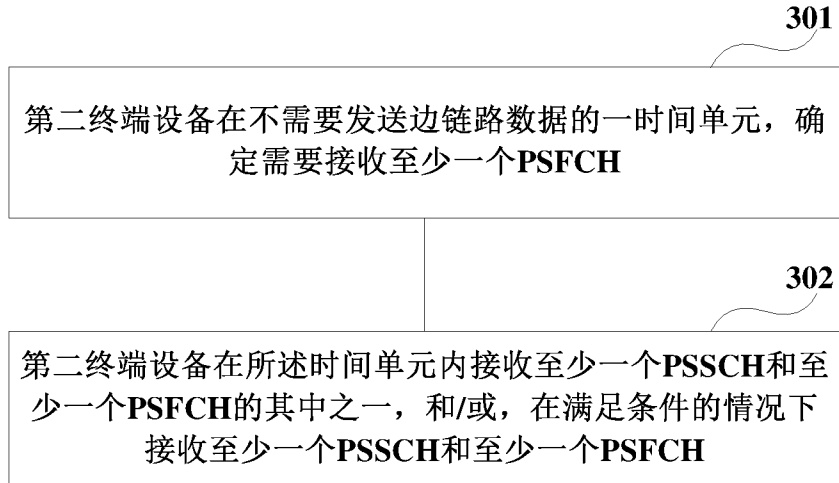 301
第二终端设备在不需要发送边链路数据的一时间单元，确
定需要接收至少一个PSFCH
302
第二终端设备在所述时间单元内接收至少一个PSSCH和至
少一个PSFCH的其中之一，和/或，在满足条件的情况下
接收至少一个PSSCH和至少一个PSFCH